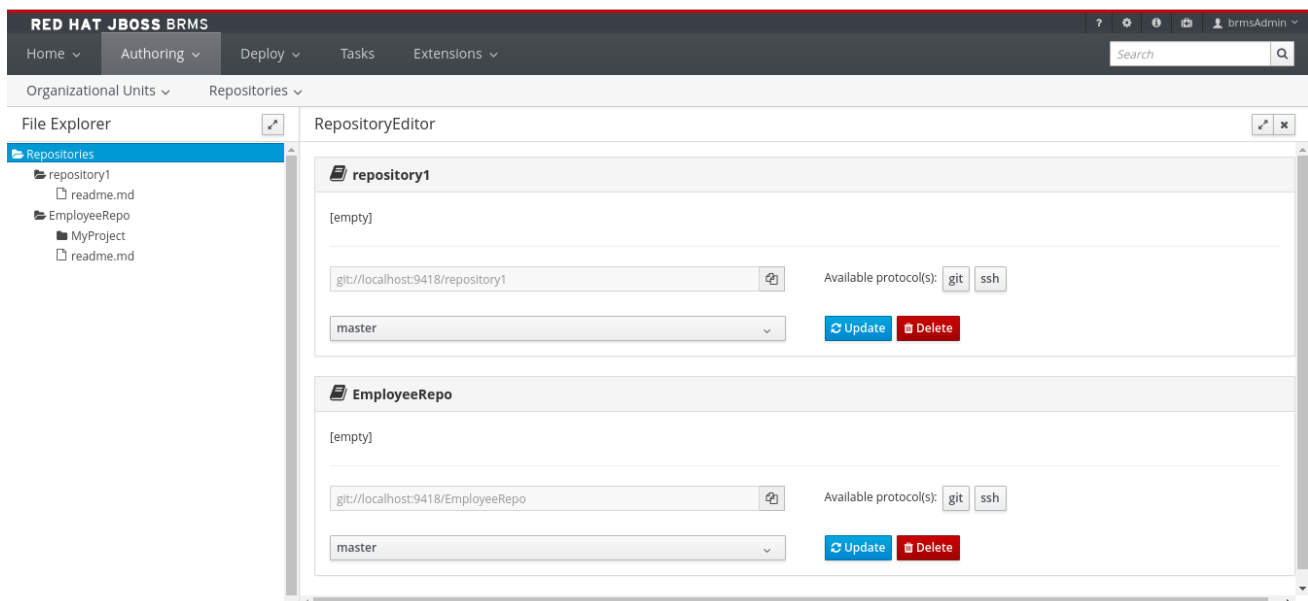 RED HAT JBOSS BRMS
? brmsAdmin
Home Authoring Deploy Tasks Extensions Search
Organizational Units Repositories
File Explorer
RepositoryEditor
Repositories
repository1
readme.md
EmployeeRepo
MyProject
readme.md
repository1
[empty]
git://localhost:9418/repository1 Available protocol(s): git ssh
master Update Delete
EmployeeRepo
[empty]
git://localhost:9418/EmployeeRepo Available protocol(s): git ssh
master Update Delete